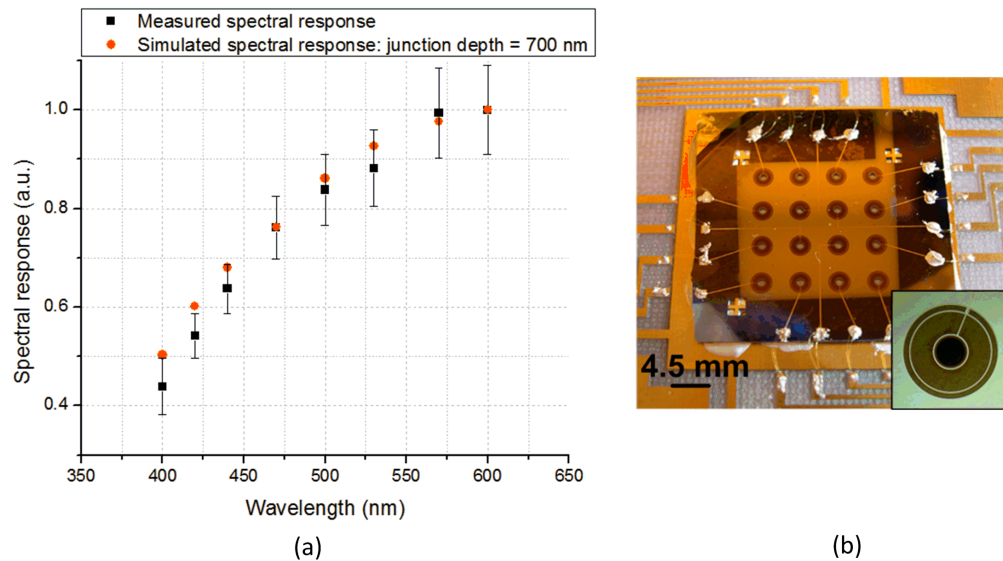 Measured spectral response
Simulated spectral response: junction depth = 700 nm
Spectral response (a.u.)
1.0
0.8
0.6
0.4
350 400 450 500 550 600 650
Wavelength (nm)
(a)
4.5 mm
(b)